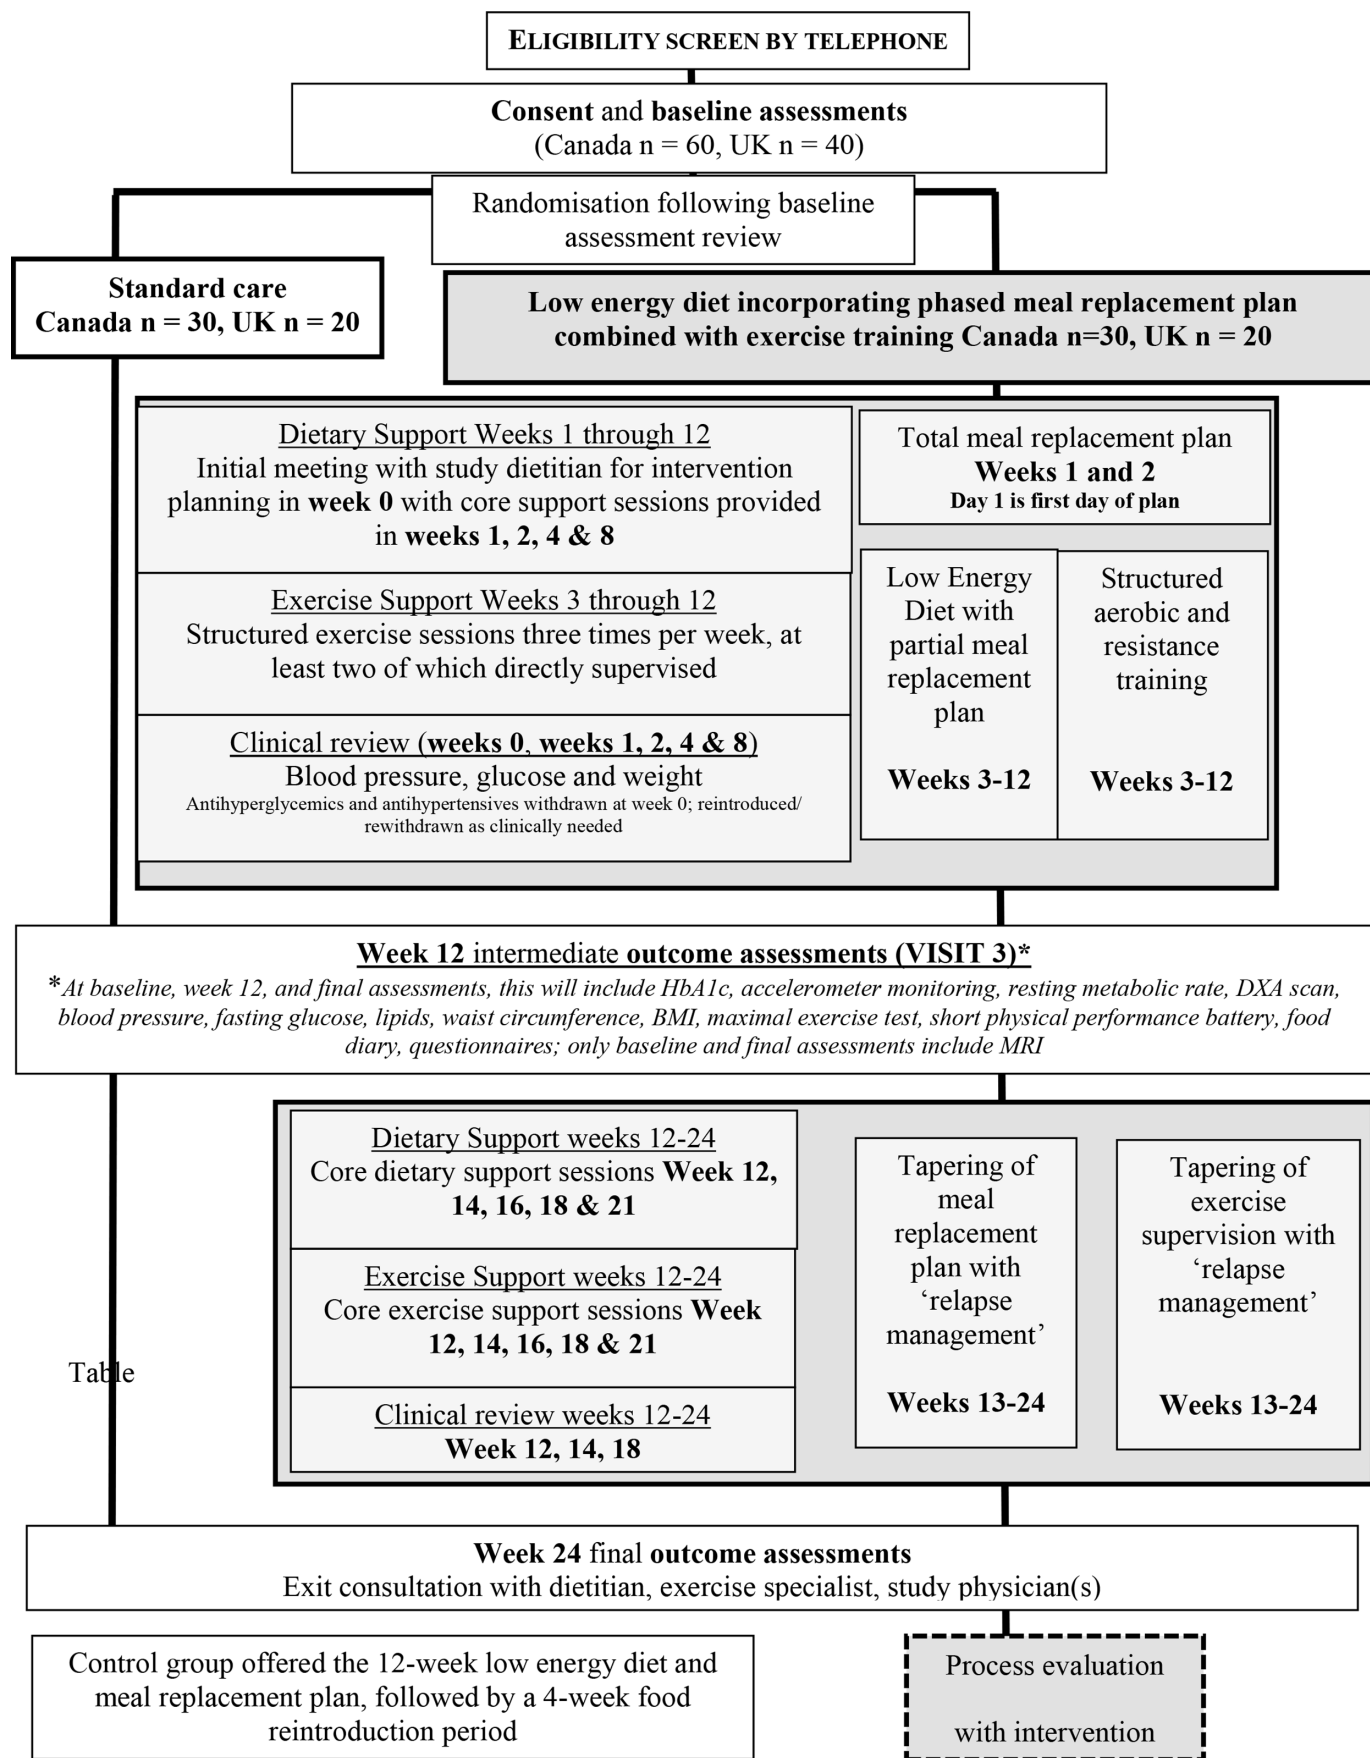 ELIGIBILITY SCREEN BY TELEPHONE
Consent and baseline assessments
(Canada n = 60, UK n = 40)
Randomisation following baseline
assessment review
Standard care
Canada n = 30, UK n = 20
Low energy diet incorporating phased meal replacement plan
combined with exercise training Canada n=30, UK n = 20
Dietary Support Weeks 1 through 12
Initial meeting with study dietitian for intervention
planning in week 0 with core support sessions provided
in weeks 1, 2, 4 & 8
Exercise Support Weeks 3 through 12
Structured exercise sessions three times per week, at
least two of which directly supervised
Clinical review (weeks 0, weeks 1, 2, 4 & 8)
Blood pressure, glucose and weight
Antihyperglycemics and antihypertensives withdrawn at week 0; reintroduced/
rewithdrawn as clinically needed
Total meal replacement plan
Weeks 1 and 2
Day 1 is first day of plan
Low Energy
Diet with
partial meal
replacement
plan
Weeks 3-12
Structured
aerobic and
resistance
training
Weeks 3-12
Week 12 intermediate outcome assessments (VISIT 3)*
*At baseline, week 12, and final assessments, this will include HbA1c, accelerometer monitoring, resting metabolic rate, DXA scan,
blood pressure, fasting glucose, lipids, waist circumference, BMI, maximal exercise test, short physical performance battery, food
diary, questionnaires; only baseline and final assessments include MRI
Dietary Support weeks 12-24
Core dietary support sessions Week 12,
14, 16, 18 & 21
Exercise Support weeks 12-24
Core exercise support sessions Week
12, 14, 16, 18 & 21
Clinical review weeks 12-24
Week 12, 14, 18
Tapering of
meal
replacement
plan with
‘relapse
management’
Weeks 13-24
Tapering of
exercise
supervision with
‘relapse
management’
Weeks 13-24
Table
Week 24 final outcome assessments
Exit consultation with dietitian, exercise specialist, study physician(s)
Control group offered the 12-week low energy diet and
meal replacement plan, followed by a 4-week food
reintroduction period
Process evaluation
with intervention